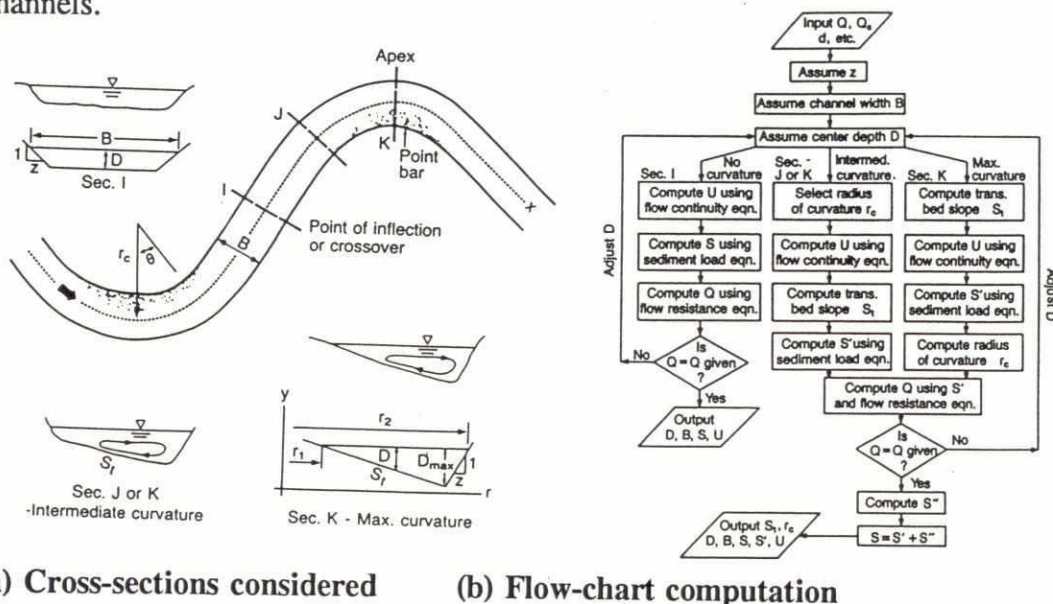 hannels.
Apex
J
K
Point
bar
B
1
z
D
Sec. I
I
x
Point of inflection
or crossover
B
r_c
θ
S_t
Sec. J or K
-Intermediate curvature
y
r_2
r_1
D
D_max
S_t
1
z
r
Sec. K - Max. curvature
) Cross-sections considered
Input Q, Q_s
d, etc.
Assume z
Assume channel width B
Assume center depth D
Sec. I
No
curvature
Sec. -
J or K
Intermed.
curvature.
Sec. K
Max.
curvature
Compute U using
flow continuity eqn.
Compute S using
sediment load eqn.
Compute Q using
flow resistance eqn.
Is
Q = Q given
?
No
Yes
Adjust D
Output
D, B, S, U
Select radius
of curvature r_c
Compute U using
flow continuity eqn.
Compute trans.
bed slope S_t
Compute S' using
sediment load eqn.
Compute trans.
bed slope S_t
Compute U using
flow continuity eqn.
Compute S' using
sediment load eqn.
Compute radius
of curvature r_c
Compute Q using S'
and flow resistance eqn.
Is
Q = Q given
?
No
Adjust D
Yes
Compute S''
S = S' + S''
Output S_t, r_c
D, B, S, S', U
(b) Flow-chart computation